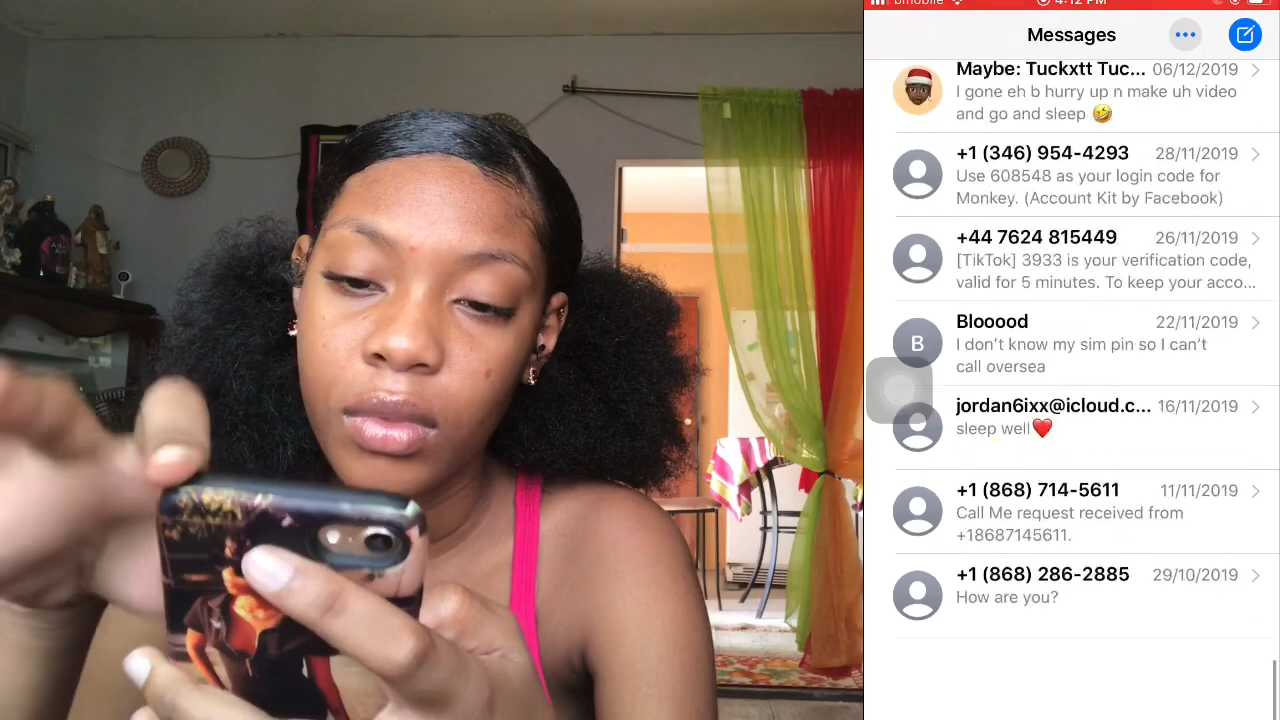 bmobile 4:12 PM
Messages
Maybe: Tuckxtt Tuc... 06/12/2019
I gone eh b hurry up n make uh video
and go and sleep 🤣
+1 (346) 954-4293 28/11/2019
Use 608548 as your login code for
Monkey. (Account Kit by Facebook)
+44 7624 815449 26/11/2019
[TikTok] 3933 is your verification code,
valid for 5 minutes. To keep your acco...
Blooood 22/11/2019
B
I don't know my sim pin so I can't
call oversea
jordan6ixx@icloud.c... 16/11/2019
sleep well❤️
+1 (868) 714-5611 11/11/2019
Call Me request received from
+18687145611.
+1 (868) 286-2885 29/10/2019
How are you?